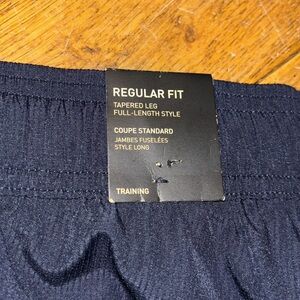 REGULAR FIT
TAPERED LEG
FULL-LENGTH STYLE
COUPE STANDARD
JAMBES FUSELÉES
STYLE LONG
TRAINING